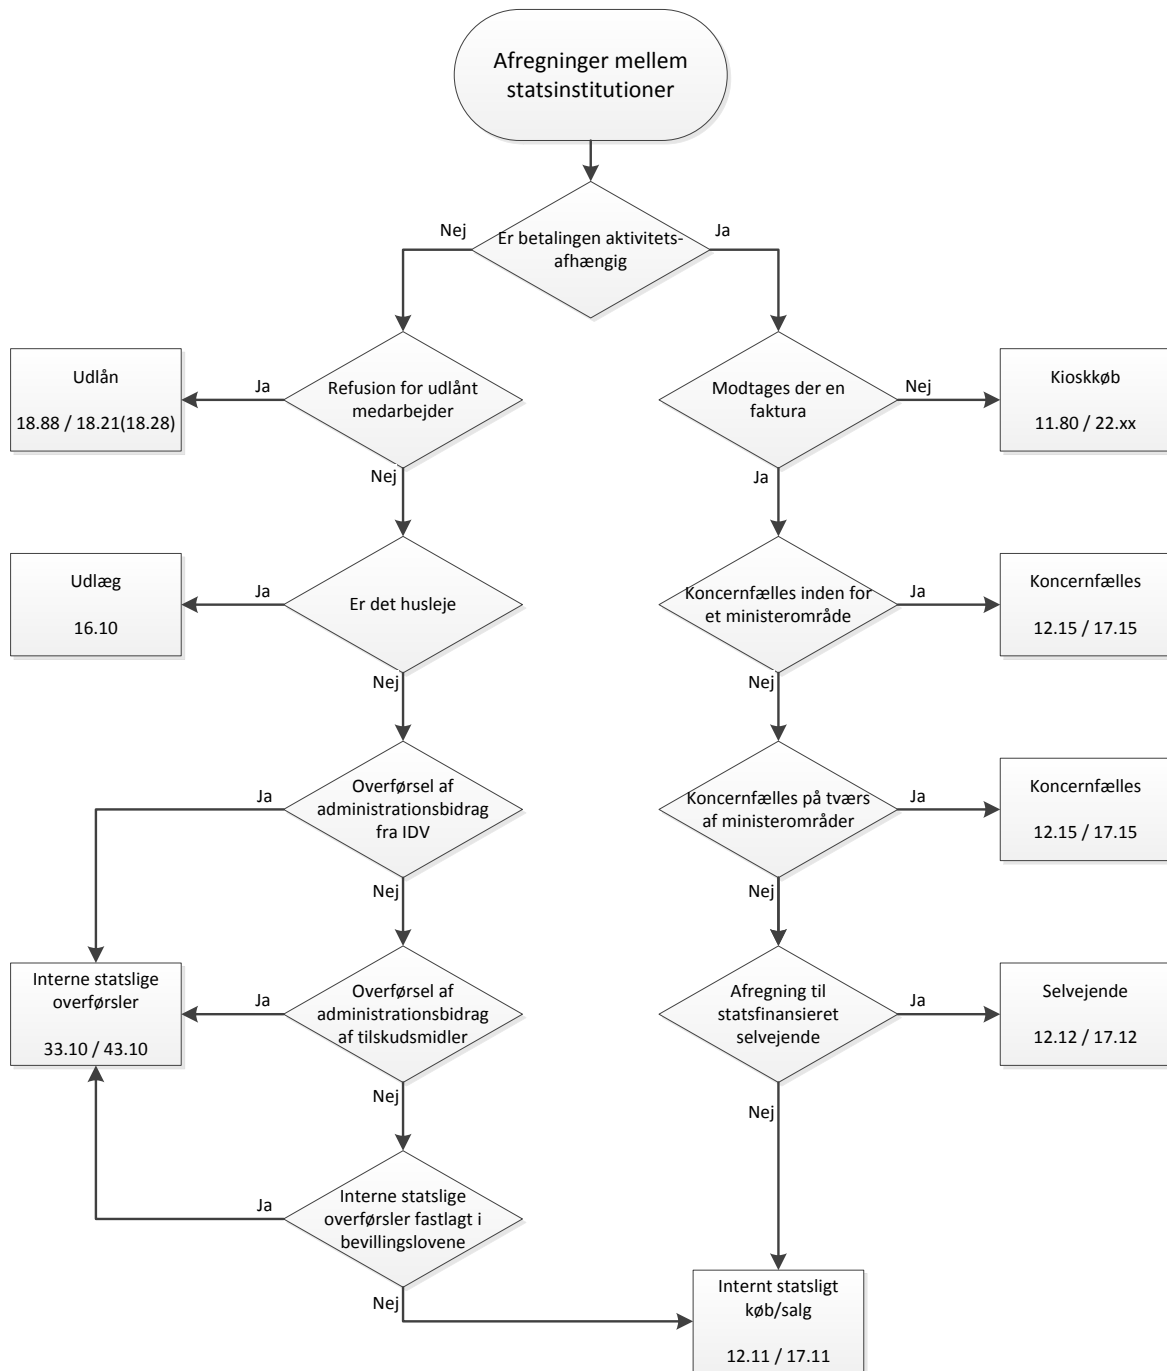 Afregninger mellem
statsinstitutioner
Nej
Ja
Er betalingen aktivitets-
afhængig
Udlån
18.88 / 18.21(18.28)
Ja
Refusion for udlånt
medarbejder
Nej
Modtages der en
faktura
Nej
Ja
Kioskkøb
11.80 / 22.xx
Udlæg
16.10
Ja
Er det husleje
Nej
Koncernfælles inden for
et ministerområde
Ja
Nej
Koncernfælles
12.15 / 17.15
Ja
Overførsel af
administrationsbidrag
fra IDV
Nej
Koncernfælles på tværs
af ministerområder
Ja
Nej
Koncernfælles
12.15 / 17.15
Interne statslige
overførsler
33.10 / 43.10
Ja
Overførsel af
administrationsbidrag
af tilskudsmidler
Nej
Afregning til
statsfinansieret
selvejende
Ja
Nej
Selvejende
12.12 / 17.12
Ja
Interne statslige
overførsler fastlagt i
bevillingslovene
Nej
Internt statsligt
køb/salg
12.11 / 17.11